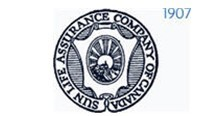 1907
SUN LIFE ASSURANCE COMPANY OF CANADA